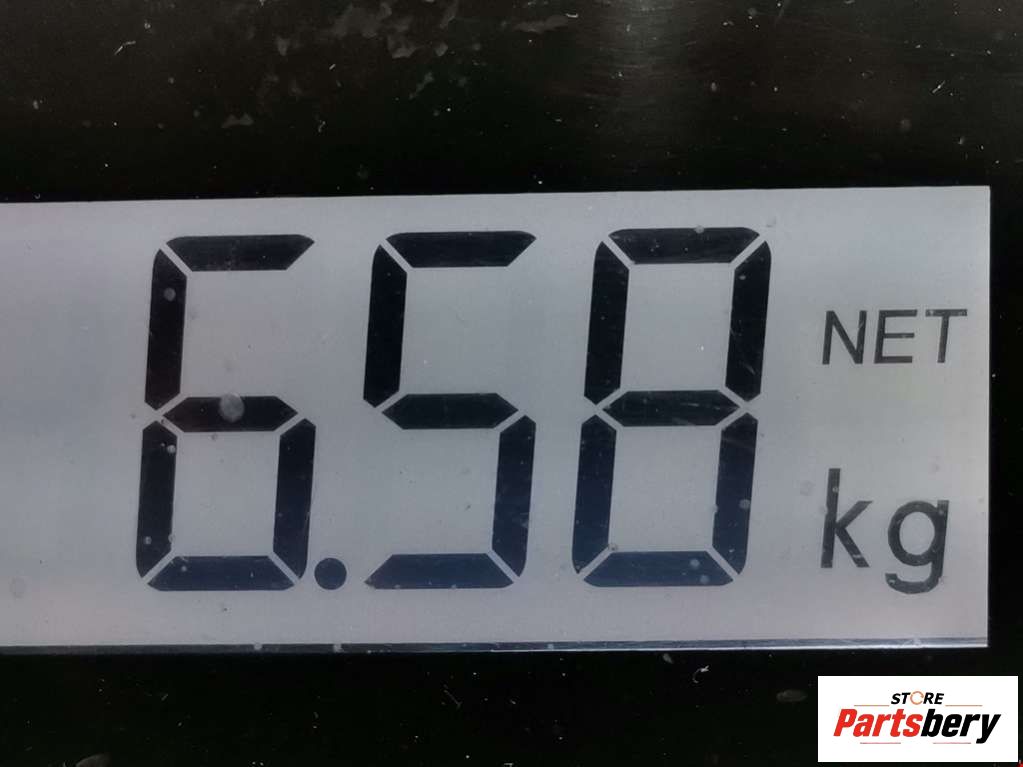 6.58
NET
kg
STORE
Partsbery